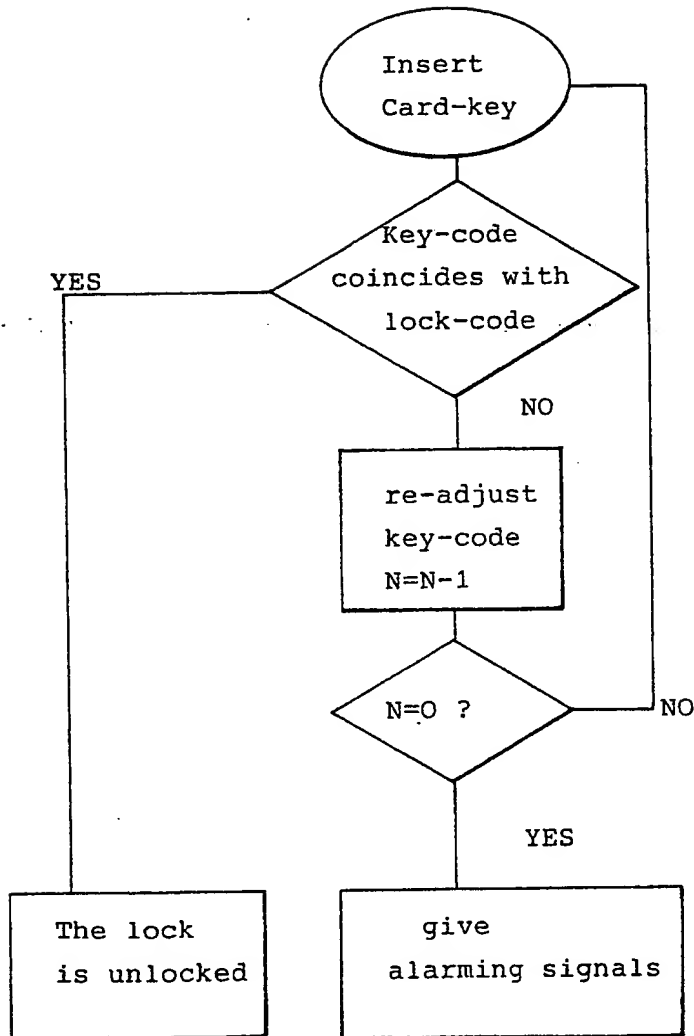 Insert
Card-key
Key-code
coincides with
lock-code
YES
NO
re-adjust
key-code
N=N-1
N=O ?
NO
YES
The lock
is unlocked
give
alarming signals